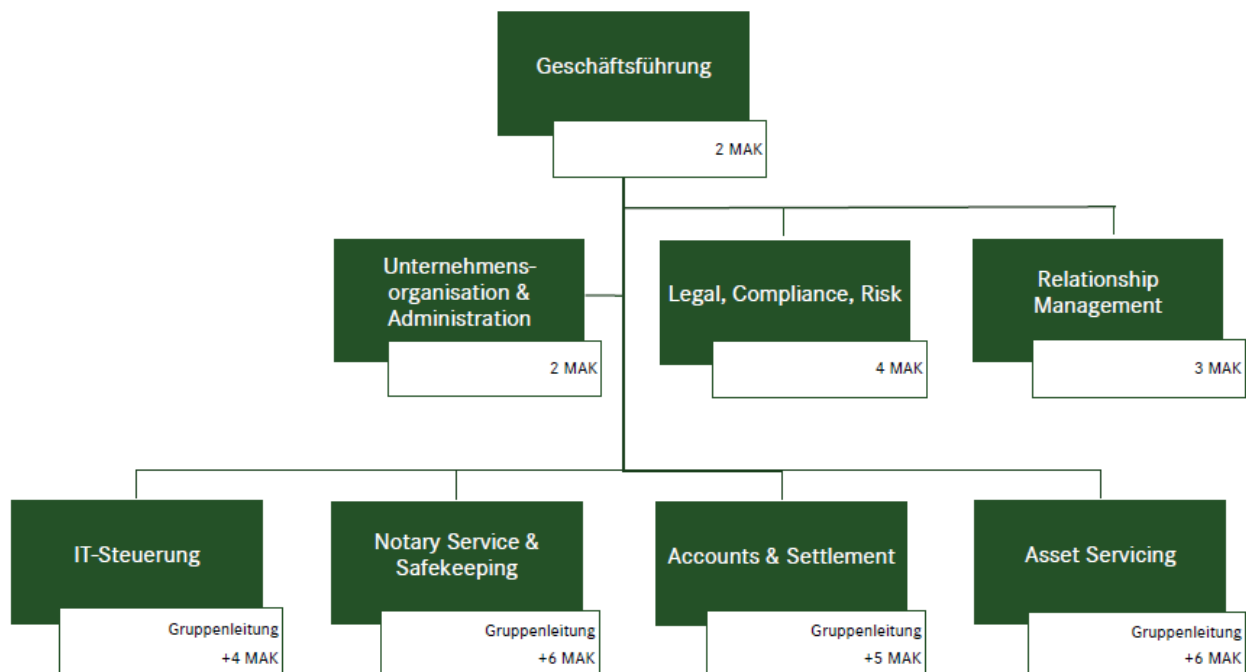 Geschäftsführung
2 MAK
Unternehmens-
organisation &
Administration
2 MAK
Legal, Compliance, Risk
4 MAK
Relationship
Management
3 MAK
IT-Steuerung
Gruppenleitung
+4 MAK
Notary Service &
Safekeeping
Gruppenleitung
+6 MAK
Accounts & Settlement
Gruppenleitung
+5 MAK
Asset Servicing
Gruppenleitung
+6 MAK